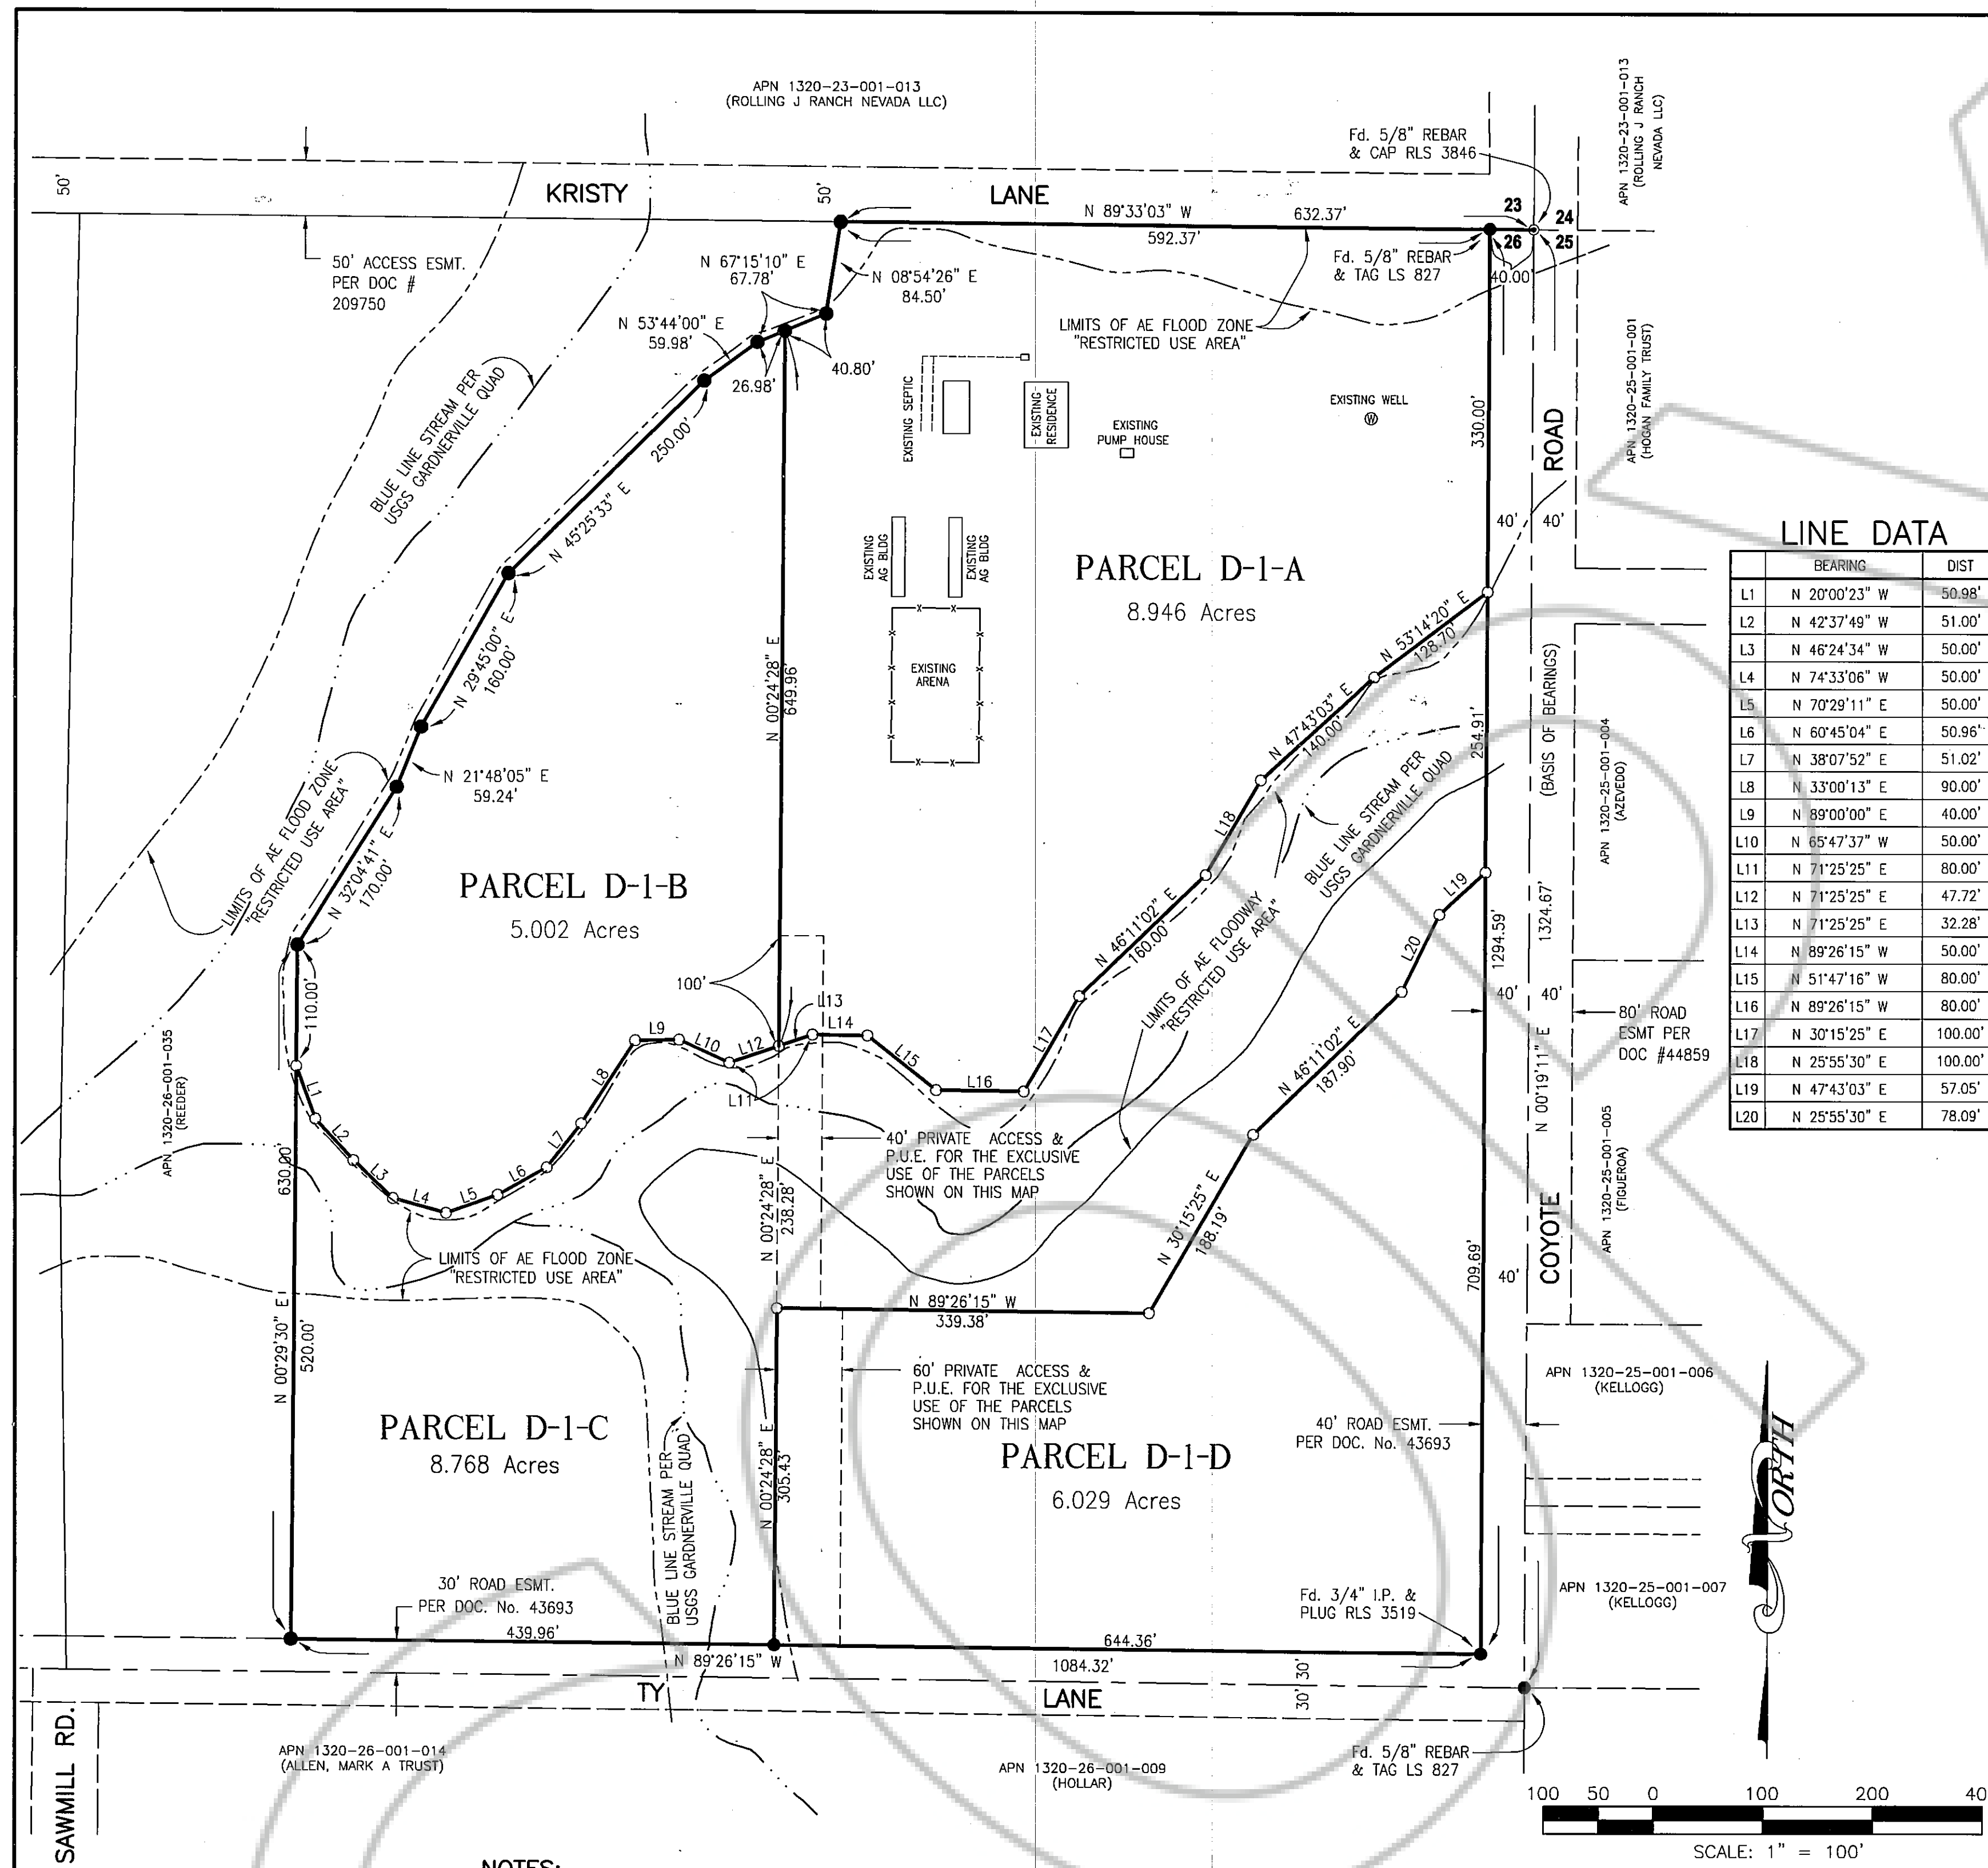 APN 1320-23-001-013
(ROLLING J RANCH NEVADA LLC)
APN 1320-23-001-013
(ROLLING J RANCH
NEVADA LLC)
Fd. 5/8" REBAR
& CAP RLS 3846
50'
KRISTY
50'
LANE
N 89°33'03" W
632.37'
592.37'
23
24
26
25
40.00'
Fd. 5/8" REBAR
& TAG LS 827
50' ACCESS ESMT.
PER DOC #
209750
N 67°15'10" E
67.78'
N 08°54'26" E
84.50'
N 53°44'00" E
59.98'
26.98'
40.80'
LIMITS OF AE FLOOD ZONE
"RESTRICTED USE AREA"
APN 1320-25-001-001
(HOGAN FAMILY TRUST)
BLUE LINE STREAM PER
USGS GARDNERVILLE QUAD
250.00'
N 45°25'33" E
EXISTING SEPTIC
EXISTING
RESIDENCE
EXISTING
PUMP HOUSE
EXISTING WELL
W
330.00'
ROAD
40'
40'
EXISTING
AG BLDG
EXISTING
AG BLDG
PARCEL D-1-A
8.946 Acres
EXISTING
ARENA
N 29°45'00" E
160.00'
N 00°24'28" E
649.96'
N 53°14'20" E
128.70'
N 47°43'03" E
140.00'
254.91'
(BASIS OF BEARINGS)
N 21°48'05" E
59.24'
LIMITS OF AE FLOOD ZONE
"RESTRICTED USE AREA"
N 32°04'41" E
170.00'
PARCEL D-1-B
5.002 Acres
L18
BLUE LINE STREAM PER
USGS GARDNERVILLE QUAD
APN 1320-25-001-004
(AZEVEDO)
L19
L20
N 46°11'02" E
160.00'
LIMITS OF AE FLOODWAY
"RESTRICTED USE AREA"
1294.59'
1324.67'
40'
40'
80' ROAD
ESMT PER
DOC #44859
N 00°19'11" E
100'
L13
L14
L9
L10
L12
L11
L15
L16
L17
L8
110.00'
L1
L2
L3
L4
L5
L6
L7
APN 1320-26-001-035
(REEDER)
630.00'
N 46°11'02" E
187.90'
40' PRIVATE ACCESS &
P.U.E. FOR THE EXCLUSIVE
USE OF THE PARCELS
SHOWN ON THIS MAP
N 00°24'28" E
238.28'
LIMITS OF AE FLOOD ZONE
"RESTRICTED USE AREA"
N 30°15'25" E
188.19'
709.69'
40'
COYOTE
APN 1320-25-001-005
(FIGUEROA)
N 89°26'15" W
339.38'
N 00°29'30" E
520.00'
60' PRIVATE ACCESS &
P.U.E. FOR THE EXCLUSIVE
USE OF THE PARCELS
SHOWN ON THIS MAP
APN 1320-25-001-006
(KELLOGG)
40' ROAD ESMT.
PER DOC. No. 43693
PARCEL D-1-C
8.768 Acres
BLUE LINE STREAM PER
USGS GARDNERVILLE QUAD
N 00°24'28" E
305.43'
PARCEL D-1-D
6.029 Acres
NORTH
30' ROAD ESMT.
PER DOC. No. 43693
439.96'
Fd. 3/4" I.P. &
PLUG RLS 3519
APN 1320-25-001-007
(KELLOGG)
644.36'
N 89°26'15" W
1084.32'
30'
30'
TY
LANE
SAWMILL RD.
APN 1320-26-001-014
(ALLEN, MARK A TRUST)
APN 1320-26-001-009
(HOLLAR)
Fd. 5/8" REBAR
& TAG LS 827
LINE DATA
BEARING DIST
L1 N 20°00'23" W 50.98'
L2 N 42°37'49" W 51.00'
L3 N 46°24'34" W 50.00'
L4 N 74°33'06" W 50.00'
L5 N 70°29'11" E 50.00'
L6 N 60°45'04" E 50.96'
L7 N 38°07'52" E 51.02'
L8 N 33°00'13" E 90.00'
L9 N 89°00'00" E 40.00'
L10 N 65°47'37" W 50.00'
L11 N 71°25'25" E 80.00'
L12 N 71°25'25" E 47.72'
L13 N 71°25'25" E 32.28'
L14 N 89°26'15" W 50.00'
L15 N 51°47'16" W 80.00'
L16 N 89°26'15" W 80.00'
L17 N 30°15'25" E 100.00'
L18 N 25°55'30" E 100.00'
L19 N 47°43'03" E 57.05'
L20 N 25°55'30" E 78.09'
100 50 0 100 200 40
SCALE: 1" = 100'
NOTES: